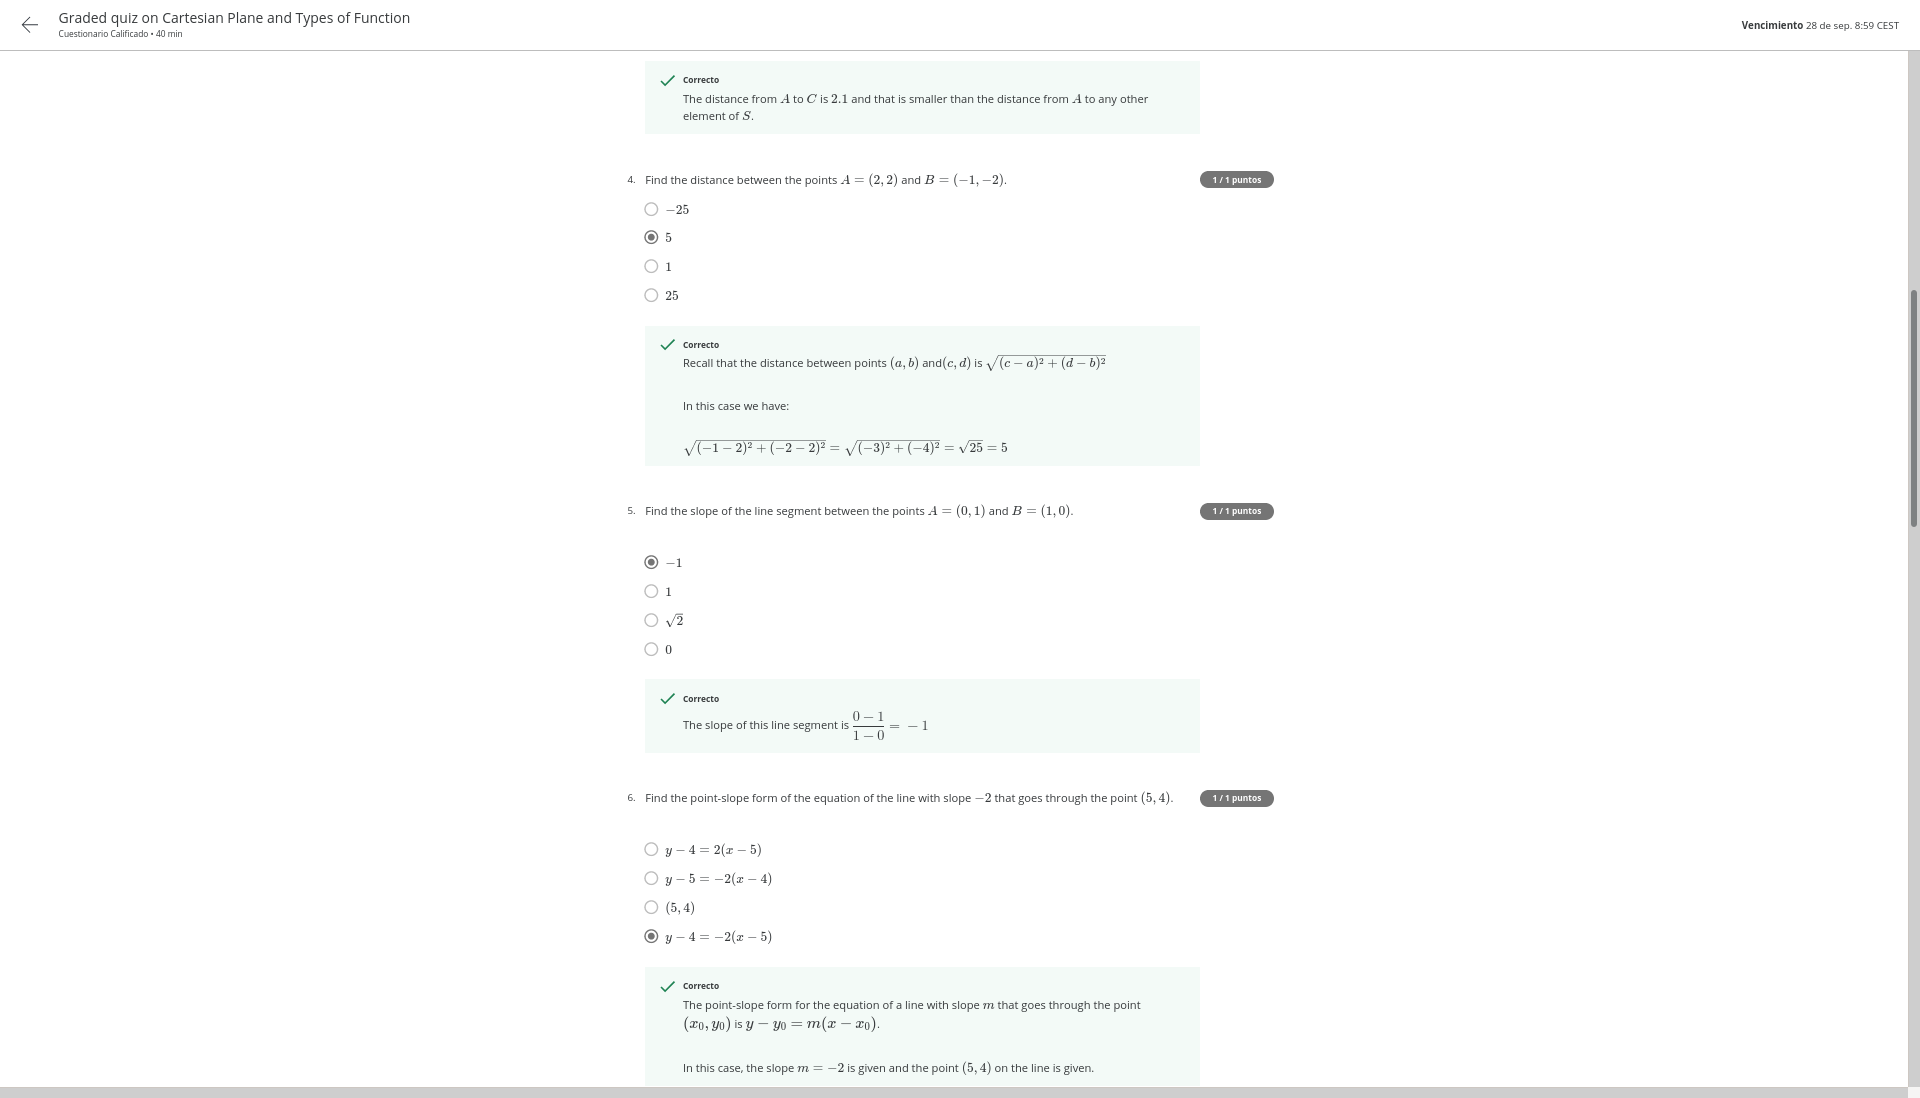 Graded quiz on Cartesian Plane and Types of Function
Cuestionario Calificado • 40 min
Vencimiento 28 de sep. 8:59 CEST
Correcto
The distance from A to C is 2.1 and that is smaller than the distance from A to any other
element of S.
4. Find the distance between the points A = (2, 2) and B = (−1, −2).
1 / 1 puntos
−25
5
1
25
Correcto
Recall that the distance between points (a, b) and(c, d) is √(c − a)² + (d − b)²
In this case we have:
√(−1 − 2)² + (−2 − 2)² = √(−3)² + (−4)² = √25 = 5
5. Find the slope of the line segment between the points A = (0, 1) and B = (1, 0).
1 / 1 puntos
−1
1
√2
0
Correcto
The slope of this line segment is (0 − 1)/(1 − 0) = − 1
6. Find the point-slope form of the equation of the line with slope −2 that goes through the point (5, 4).
1 / 1 puntos
y − 4 = 2(x − 5)
y − 5 = −2(x − 4)
(5, 4)
y − 4 = −2(x − 5)
Correcto
The point-slope form for the equation of a line with slope m that goes through the point
(x₀, y₀) is y − y₀ = m(x − x₀).
In this case, the slope m = −2 is given and the point (5, 4) on the line is given.